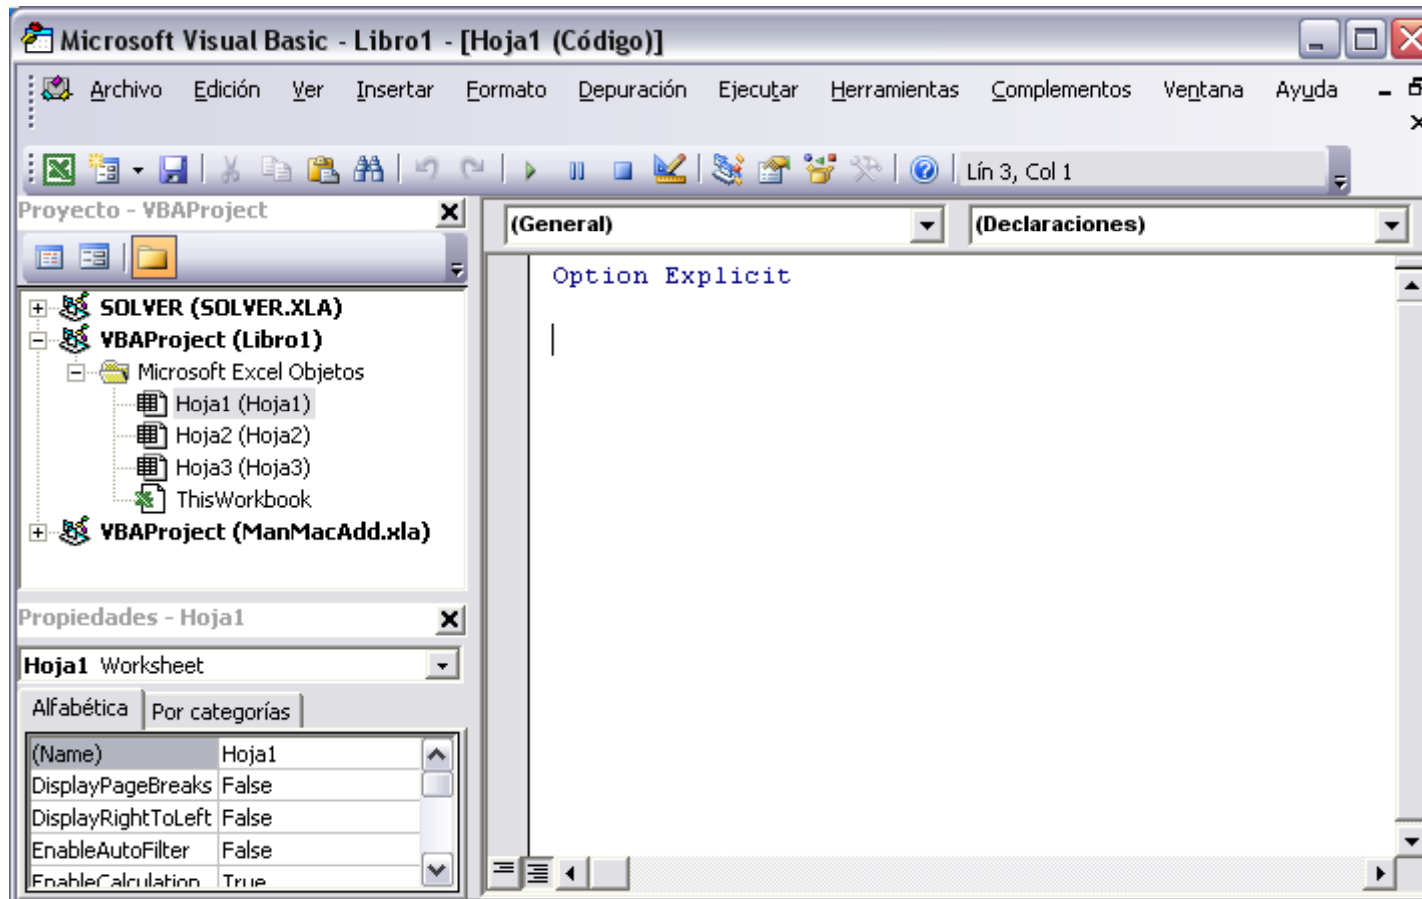 Microsoft Visual Basic - Libro1 - [Hoja1 (Código)]
Archivo Edición Ver Insertar Formato Depuración Ejecutar Herramientas Complementos Ventana Ayuda
Lín 3, Col 1
Proyecto - VBAProject
(General) (Declaraciones)
Option Explicit
SOLVER (SOLVER.XLA)
VBAProject (Libro1)
Microsoft Excel Objetos
Hoja1 (Hoja1)
Hoja2 (Hoja2)
Hoja3 (Hoja3)
ThisWorkbook
VBAProject (ManMacAdd.xla)
Propiedades - Hoja1
Hoja1 Worksheet
Alfabética Por categorías
(Name) Hoja1
DisplayPageBreaks False
DisplayRightToLeft False
EnableAutoFilter False
EnableCalculation True